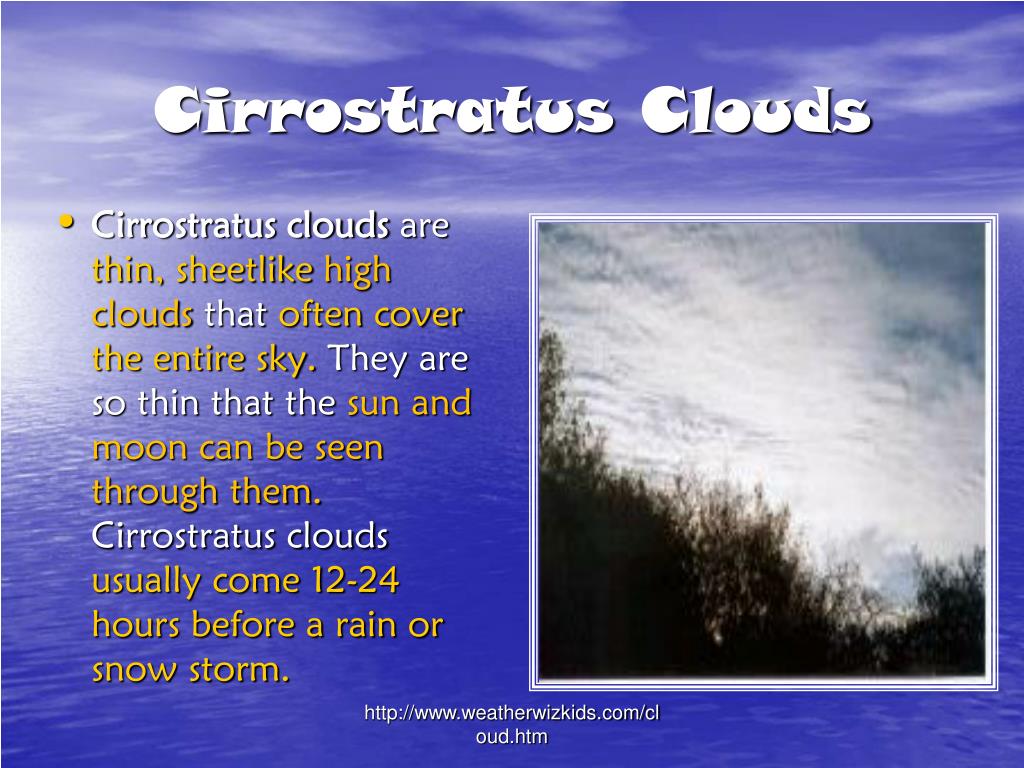 Cirrostratus Clouds
• Cirrostratus clouds are
thin, sheetlike high
clouds that often cover
the entire sky. They are
so thin that the sun and
moon can be seen
through them.
Cirrostratus clouds
usually come 12-24
hours before a rain or
snow storm.
http://www.weatherwizkids.com/cl
oud.htm